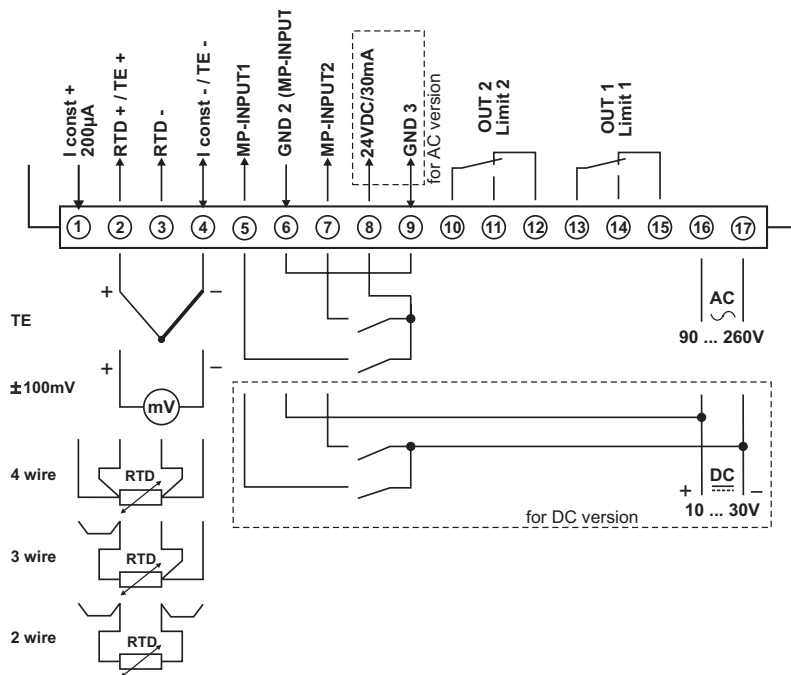 I const +
200µA
RTD + / TE +
RTD -
I const - / TE -
MP-INPUT1
GND 2 (MP-INPUT
MP-INPUT2
24VDC/30mA
GND 3
for AC version
OUT 2
Limit 2
OUT 1
Limit 1
1 2 3 4 5 6 7 8 9 10 11 12 13 14 15 16 17
+ −
TE
AC
90 ... 260V
+ −
±100mV
mV
4 wire
RTD
+ DC −
10 ... 30V
for DC version
3 wire
RTD
2 wire
RTD